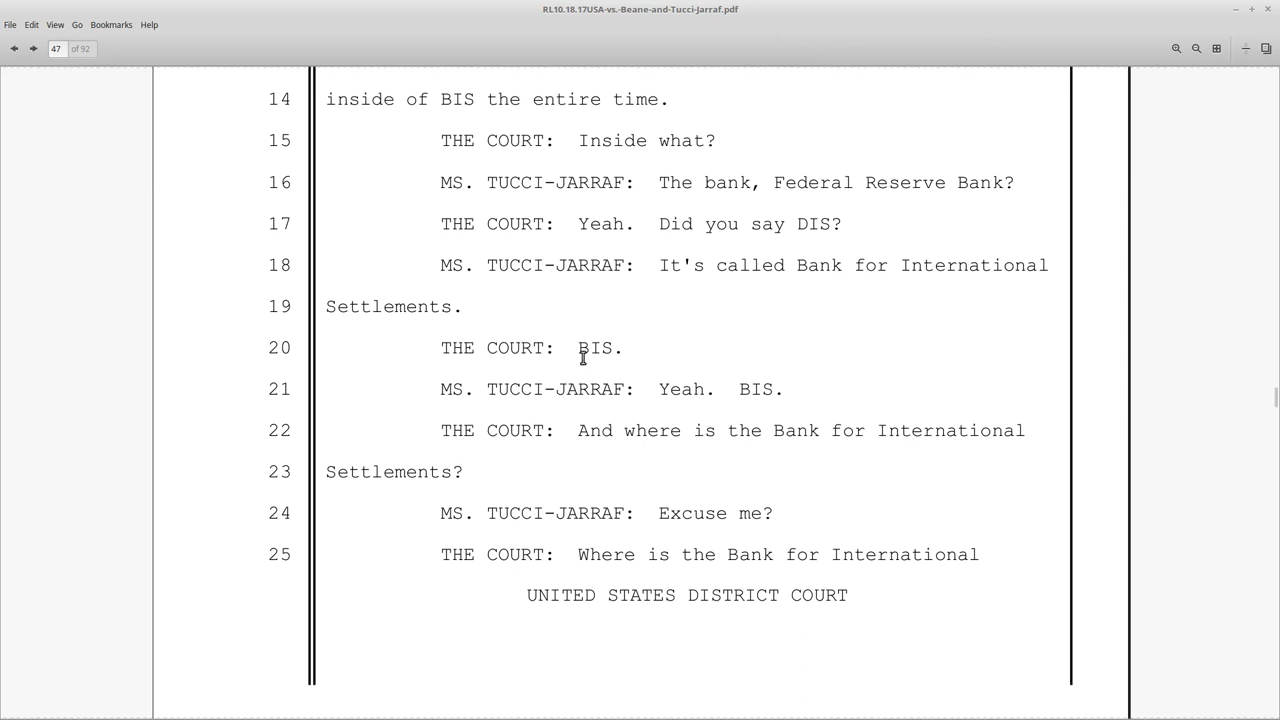 RL10.18.17USA-vs.-Beane-and-Tucci-Jarraf.pdf
File Edit View Go Bookmarks Help
47 of 92
14 inside of BIS the entire time.
15 THE COURT: Inside what?
16 MS. TUCCI-JARRAF: The bank, Federal Reserve Bank?
17 THE COURT: Yeah. Did you say DIS?
18 MS. TUCCI-JARRAF: It's called Bank for International
19 Settlements.
20 THE COURT: BIS.
21 MS. TUCCI-JARRAF: Yeah. BIS.
22 THE COURT: And where is the Bank for International
23 Settlements?
24 MS. TUCCI-JARRAF: Excuse me?
25 THE COURT: Where is the Bank for International
UNITED STATES DISTRICT COURT